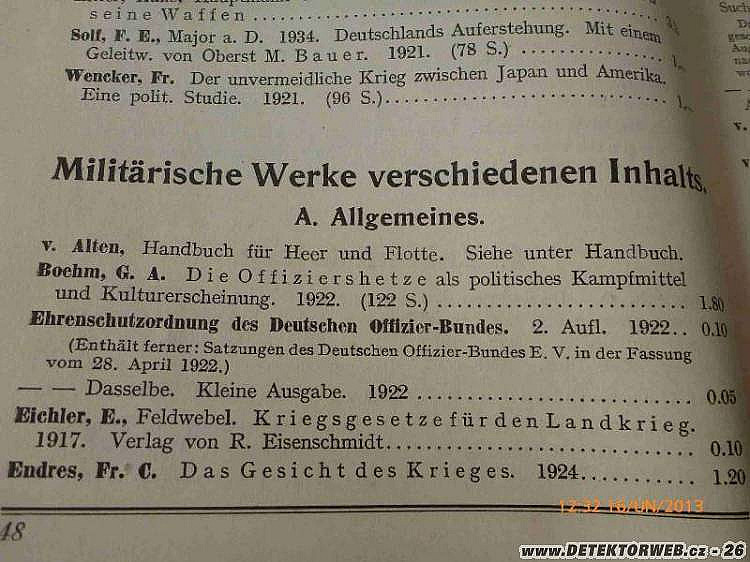 seine Waffen
Solf, F. E., Major a. D. 1934. Deutschlands Auferstehung. Mit einem
Geleitw. von Oberst M. Bauer. 1921. (78 S.)
Wencker, Fr. Der unvermeidliche Krieg zwischen Japan und Amerika.
Eine polit. Studie. 1921. (96 S.)
Militärische Werke verschiedenen Inhalts.
A. Allgemeines.
v. Alten, Handbuch für Heer und Flotte. Siehe unter Handbuch.
Boehm, G. A. Die Offiziershetze als politisches Kampfmittel
und Kulturerscheinung. 1922. (122 S.) 1.80
Ehrenschutzordnung des Deutschen Offizier-Bundes. 2. Aufl. 1922.. 0.10
(Enthält ferner: Satzungen des Deutschen Offizier-Bundes E. V. in der Fassung
vom 28. April 1922.)
— — Dasselbe. Kleine Ausgabe. 1922 0.05
Eichler, E., Feldwebel. Kriegsgesetze für den Landkrieg.
1917. Verlag von R. Eisenschmidt 0.10
Endres, Fr. C. Das Gesicht des Krieges. 1924 1.20
48
12:32 16/JUN/2013
www.DETEKTORWEB.cz - 26